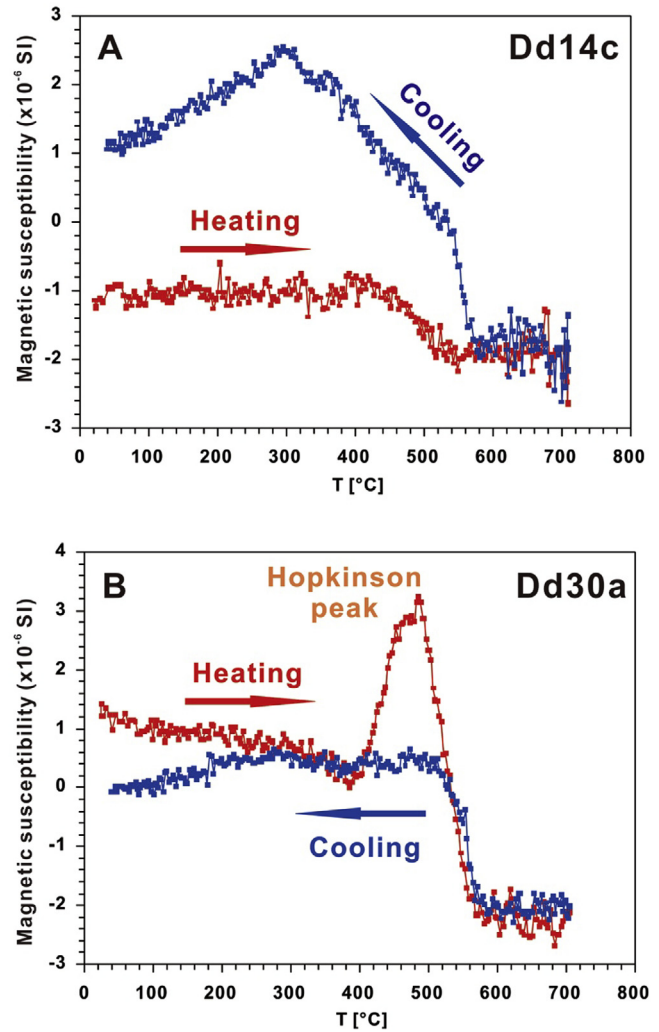 A
Dd14c
Magnetic susceptibility (x10⁻⁶ SI)
3
2
1
0
-1
-2
-3
Cooling
Heating
0 100 200 300 400 500 600 700 800
T [°C]
B
Dd30a
Magnetic susceptibility (x10⁻⁶ SI)
4
3
2
1
0
-1
-2
-3
Hopkinson
peak
Heating
Cooling
0 100 200 300 400 500 600 700 800
T [°C]